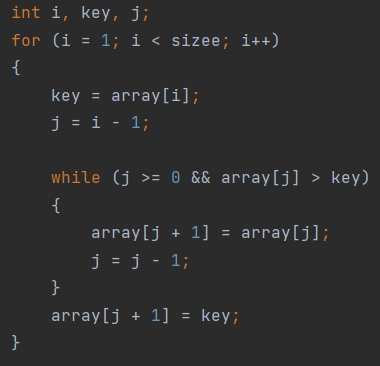 int i, key, j;
for (i = 1; i < sizee; i++)
{
    key = array[i];
    j = i - 1;

    while (j >= 0 && array[j] > key)
    {
        array[j + 1] = array[j];
        j = j - 1;
    }
    array[j + 1] = key;
}